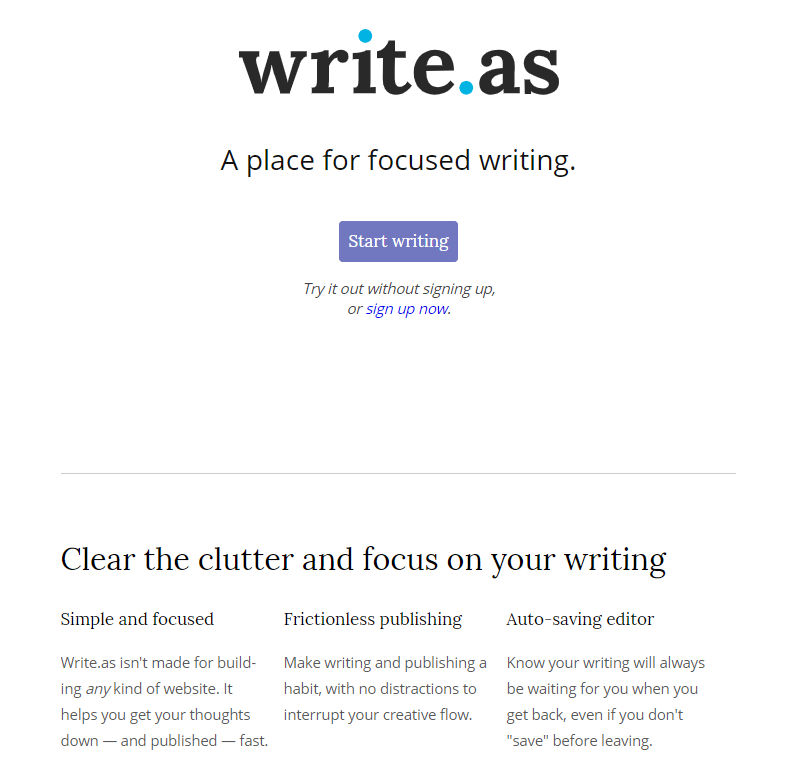 write.as
A place for focused writing.
Start writing
Try it out without signing up,
or sign up now.
Clear the clutter and focus on your writing
Simple and focused
Write.as isn't made for build-
ing any kind of website. It
helps you get your thoughts
down — and published — fast.
Frictionless publishing
Make writing and publishing a
habit, with no distractions to
interrupt your creative flow.
Auto-saving editor
Know your writing will always
be waiting for you when you
get back, even if you don't
"save" before leaving.